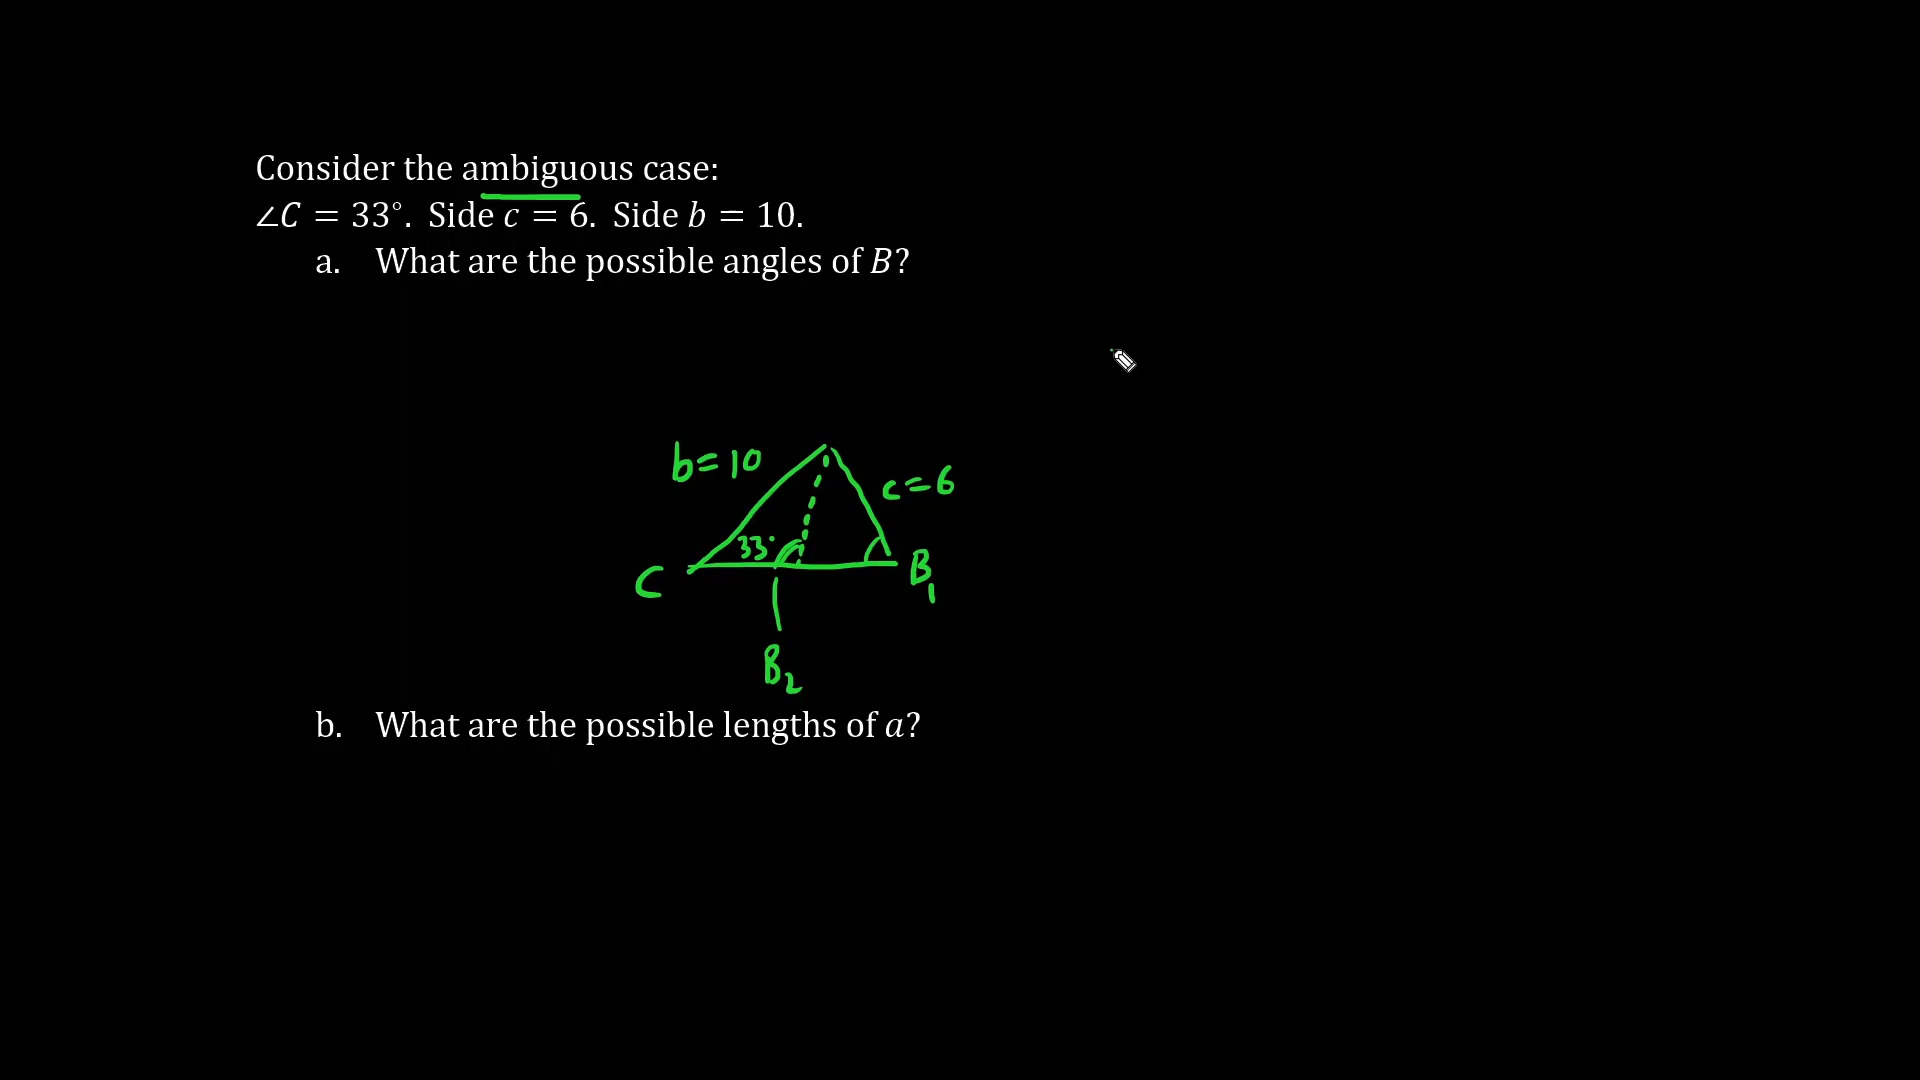 Consider the ambiguous case:
∠C = 33°. Side c = 6. Side b = 10.
a. What are the possible angles of B?
b=10
c=6
33°
C
B₁
B₂
b. What are the possible lengths of a?